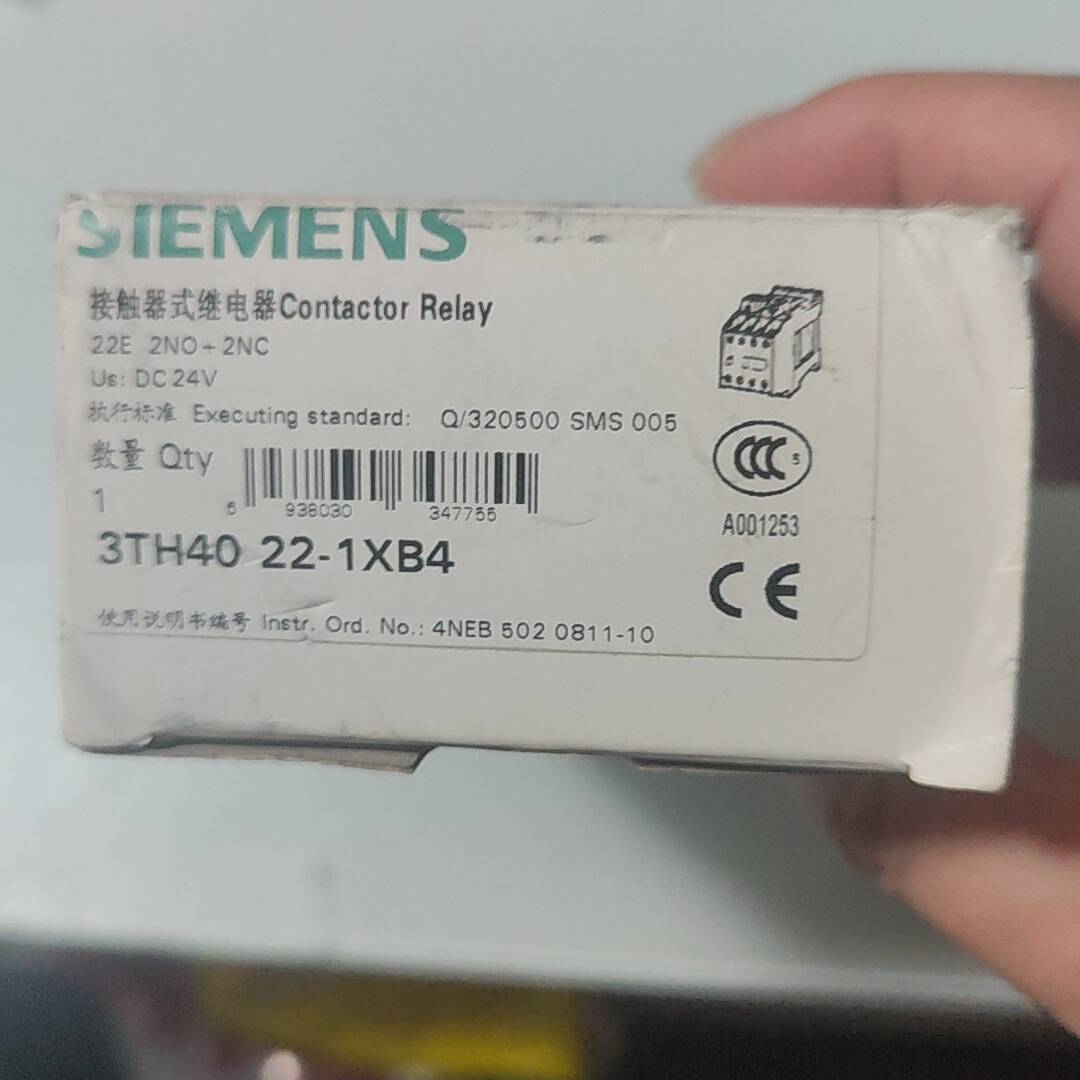 SIEMENS
接触器式继电器Contactor Relay
22E 2NO+2NC
Us: DC 24V
执行标准 Executing standard: Q/320500 SMS 005
数量 Qty
1
6 938030 347755
3TH40 22-1XB4
使用说明书编号 Instr. Ord. No.: 4NEB 502 0811-10
CCC S
A001253
CE